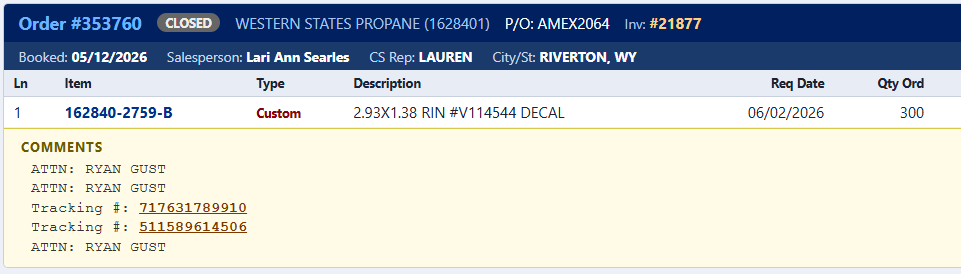 Order #353760 CLOSED WESTERN STATES PROPANE (1628401) P/O: AMEX2064 Inv: #21877
Booked: 05/12/2026 Salesperson: Lari Ann Searles CS Rep: LAUREN City/St: RIVERTON, WY
Ln Item Type Description Req Date Qty Ord
1 162840-2759-B Custom 2.93X1.38 RIN #V114544 DECAL 06/02/2026 300
COMMENTS
ATTN: RYAN GUST
ATTN: RYAN GUST
Tracking #: 717631789910
Tracking #: 511589614506
ATTN: RYAN GUST